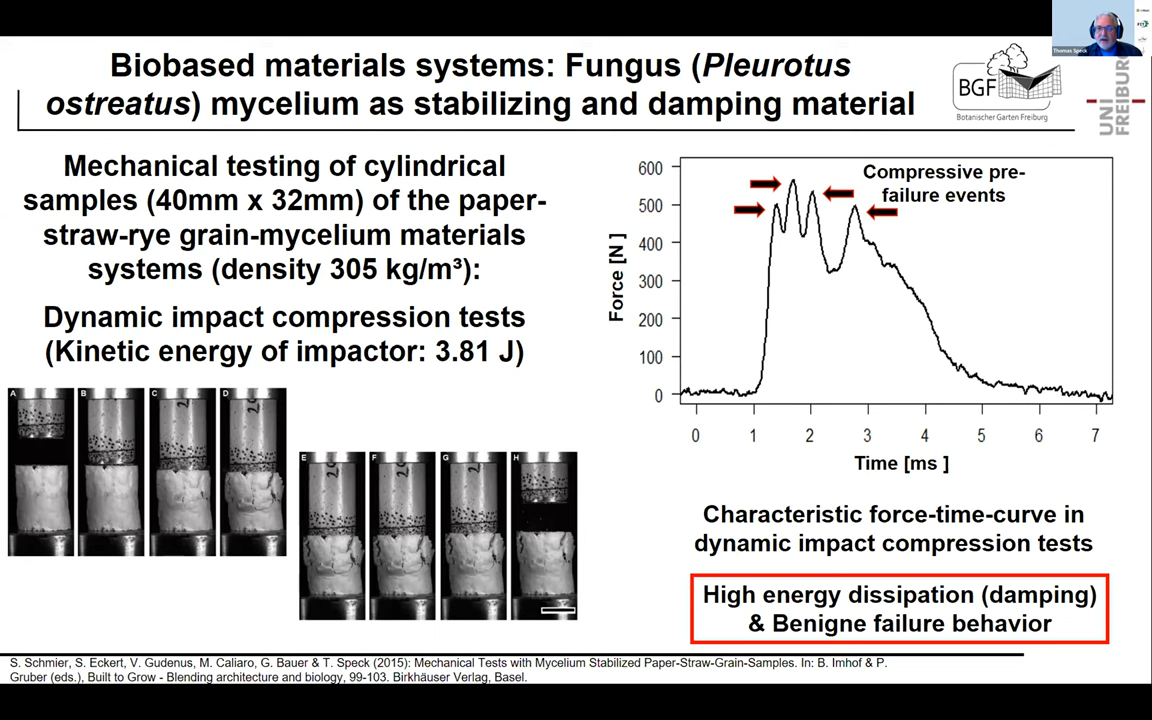 Biobased materials systems: Fungus (Pleurotus
ostreatus) mycelium as stabilizing and damping material
BGF
Botanischer Garten Freiburg
UNI
FREIBURG
Thomas Speck
Mechanical testing of cylindrical
samples (40mm x 32mm) of the paper-
straw-rye grain-mycelium materials
systems (density 305 kg/m³):
Dynamic impact compression tests
(Kinetic energy of impactor: 3.81 J)
A
B
C
D
E
F
G
H
Compressive pre-
failure events
Force [N ]
600
500
400
300
200
100
0
0 1 2 3 4 5 6 7
Time [ms ]
Characteristic force-time-curve in
dynamic impact compression tests
High energy dissipation (damping)
& Benigne failure behavior
S. Schmier, S. Eckert, V. Gudenus, M. Caliaro, G. Bauer & T. Speck (2015): Mechanical Tests with Mycelium Stabilized Paper-Straw-Grain-Samples. In: B. Imhof & P.
Gruber (eds.), Built to Grow - Blending architecture and biology, 99-103. Birkhäuser Verlag, Basel.